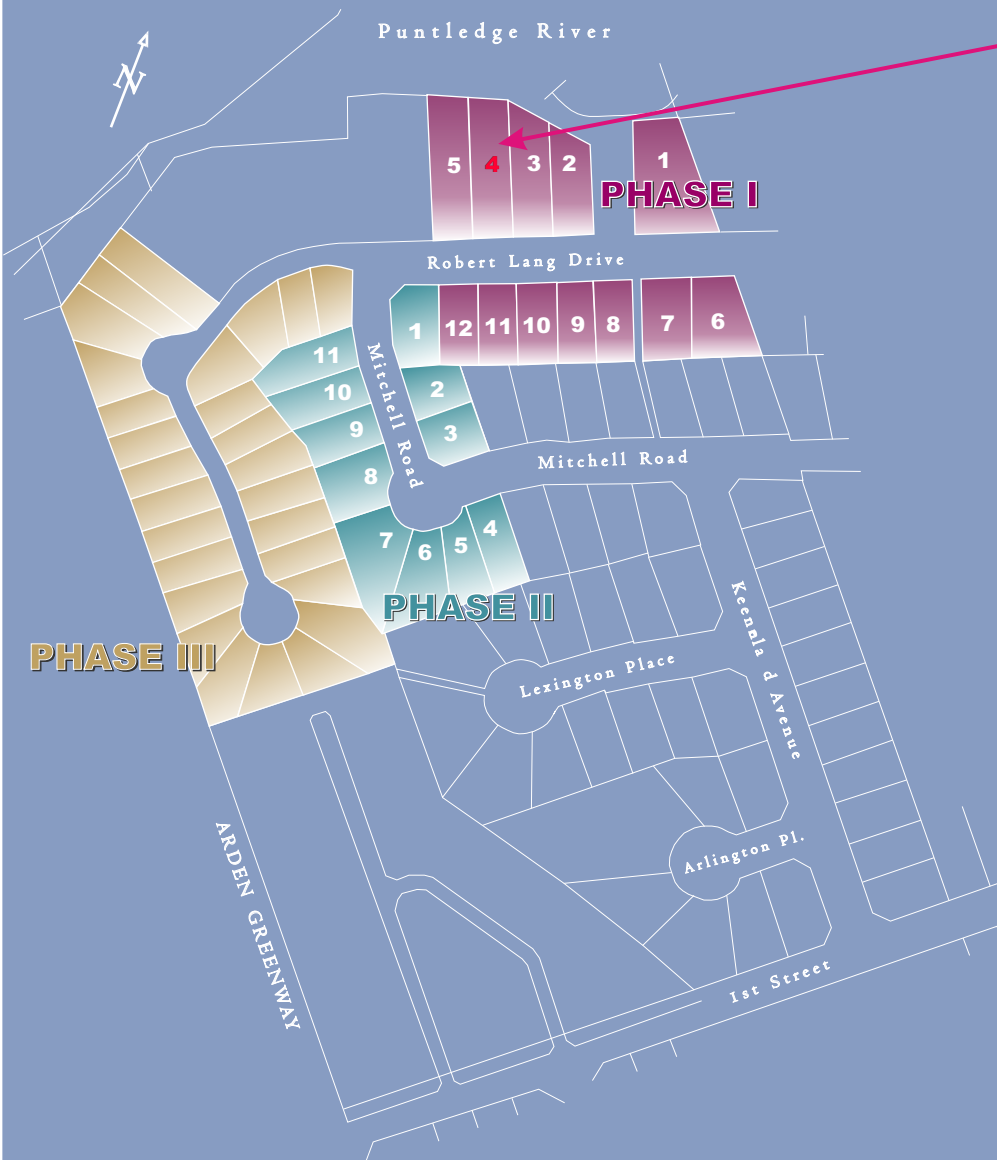 Puntledge River
N
5
4
3
2
1
PHASE I
Robert Lang Drive
1
12
11
10
9
8
7
6
11
10
9
8
2
3
Mitchell Road
Mitchell Road
7
6
5
4
PHASE II
PHASE III
Lexington Place
Keenla d Avenue
Arlington Pl.
ARDEN GREENWAY
1st Street